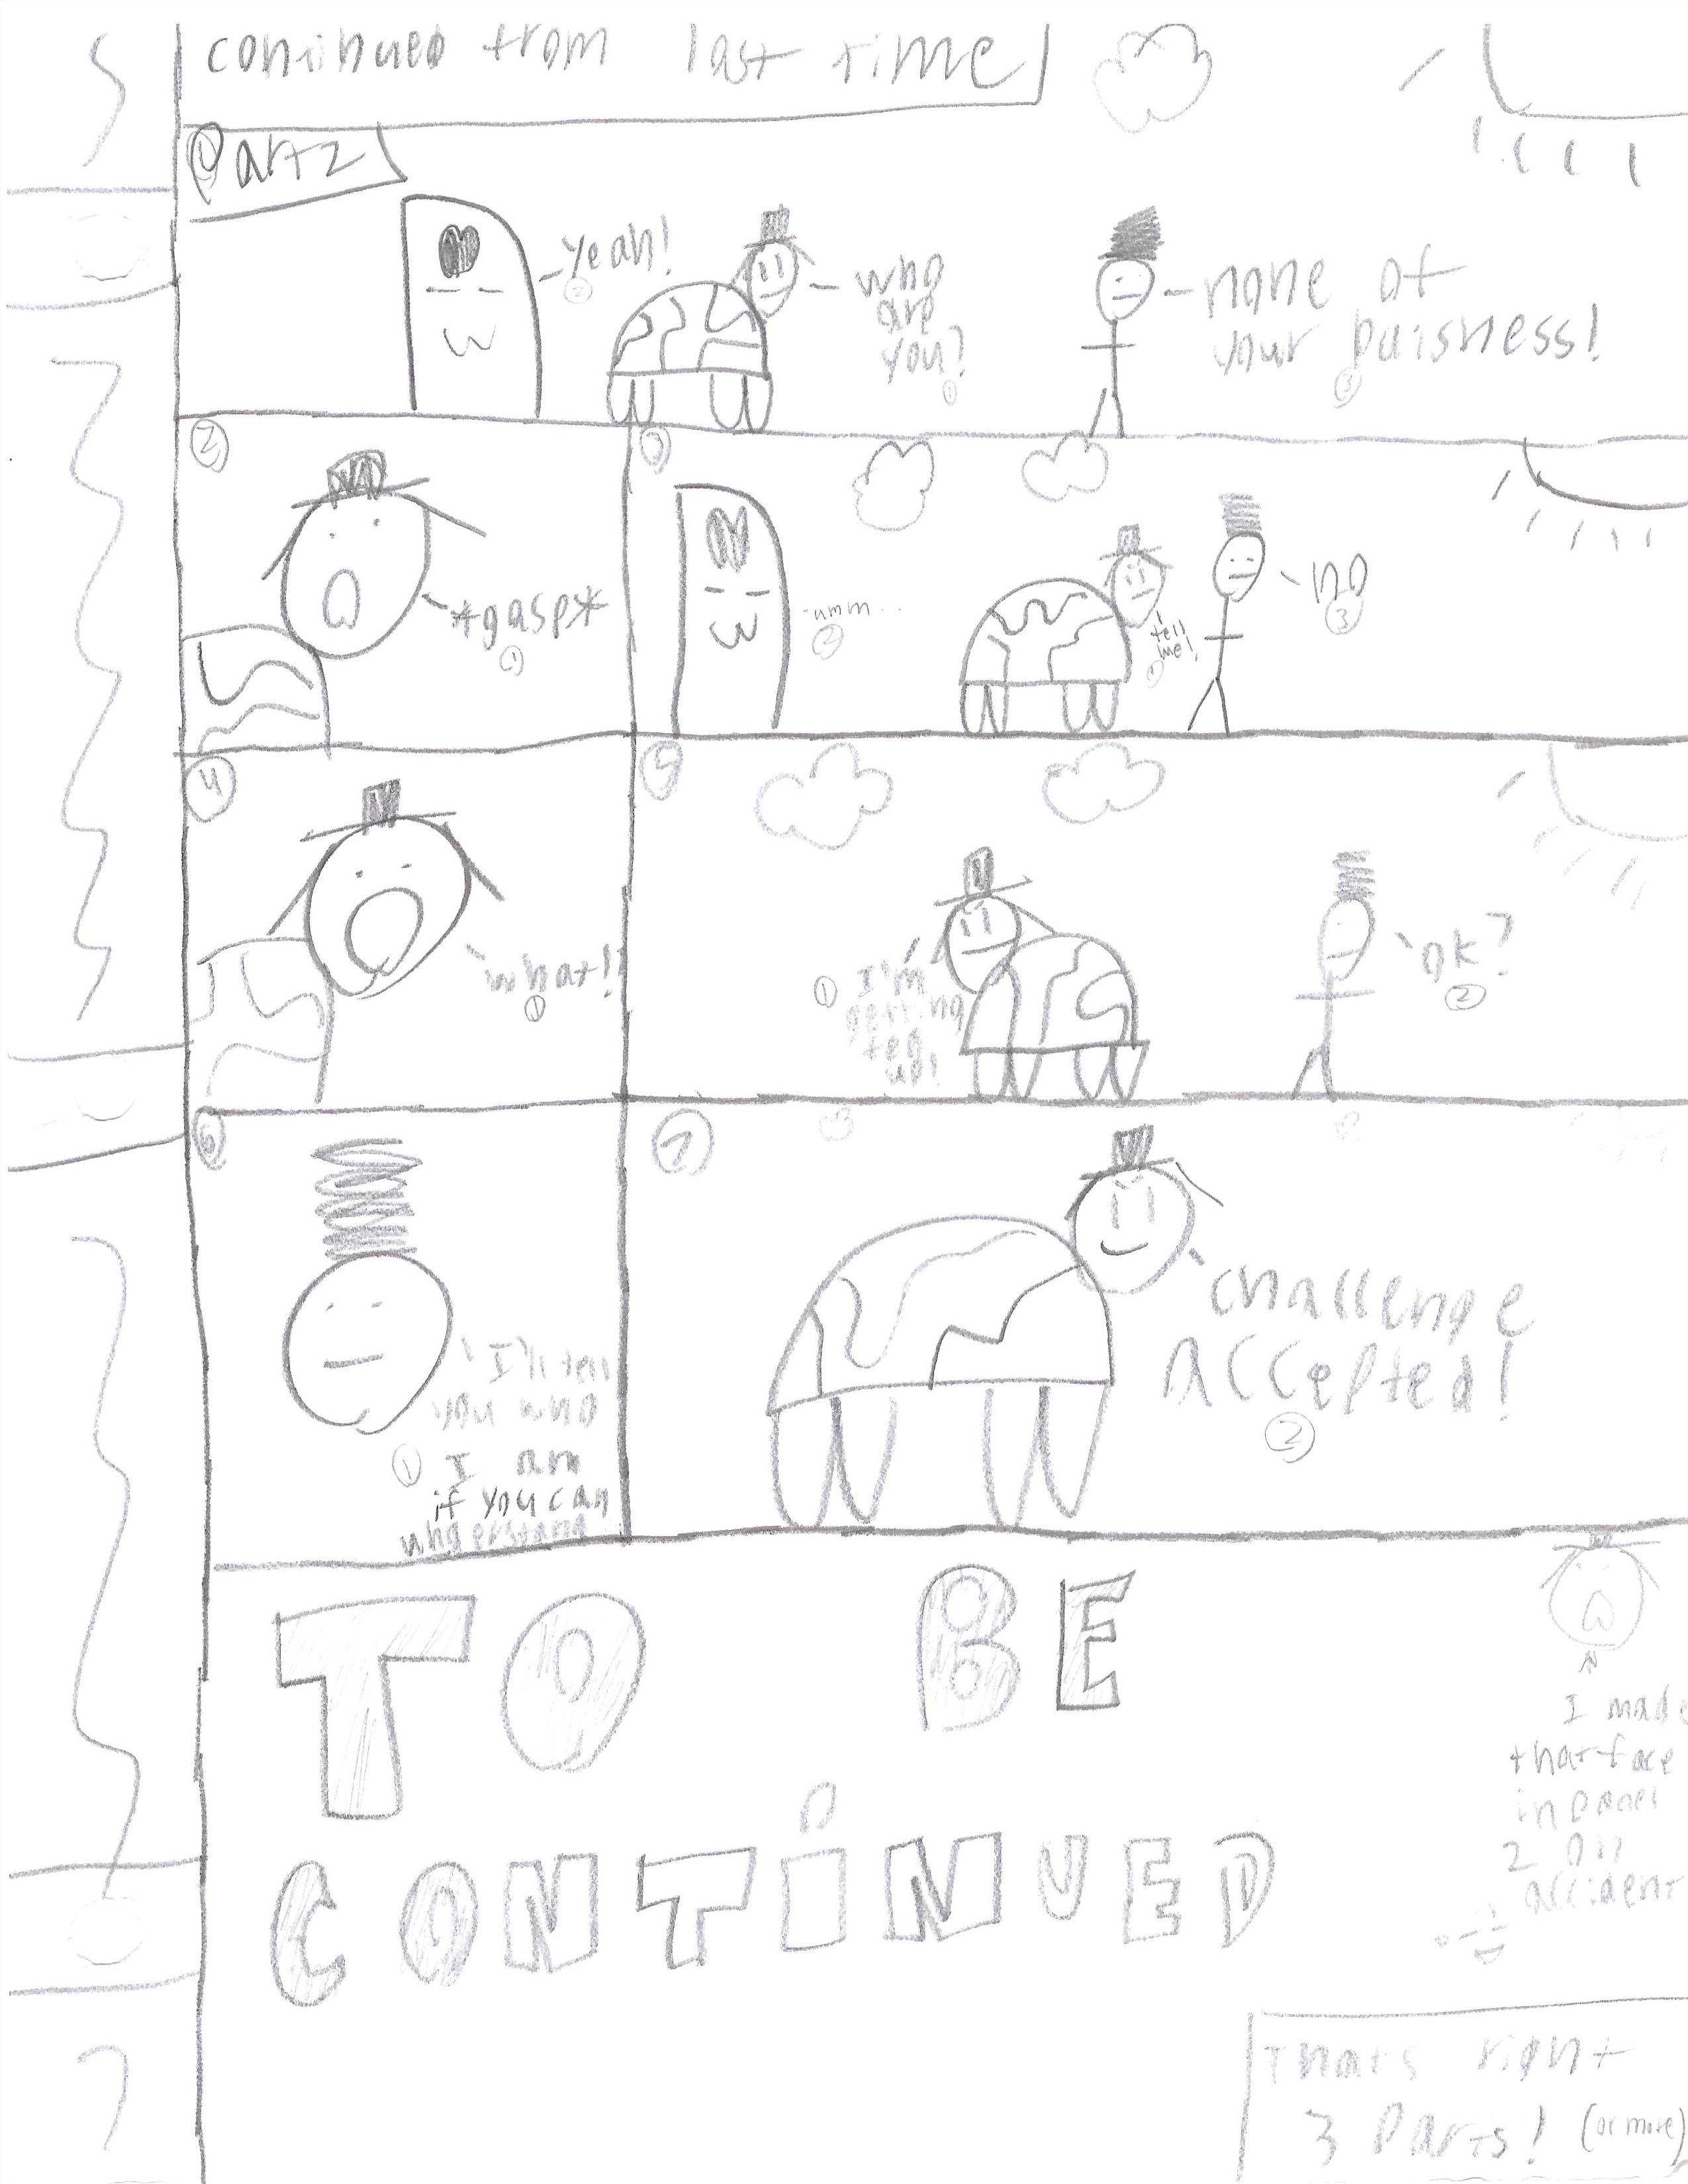 continued from last time
Part 2
1
-yeah!
2
-who
are
you?
1
-none of
your buisness!
3
2
*gasp*
1
3
-umm...
2
tell
me!
1
no
3
4
what!!
1
5
1
I'm
getting
fed
up!
ok?
2
6
I'll tell
you who
1
I am
if you can
understand
7
challenge
accepted!
2
TO BE
CONTINUED
I made
that face
in panel
2 on
accident
Thats right
3 Parts! (or more)